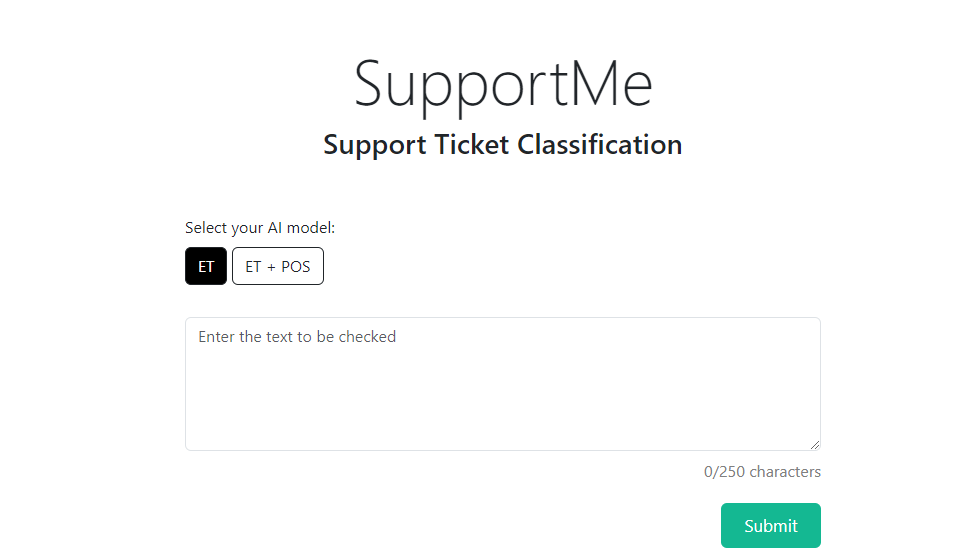 SupportMe
Support Ticket Classification
Select your AI model:
ET ET + POS
Enter the text to be checked
0/250 characters
Submit